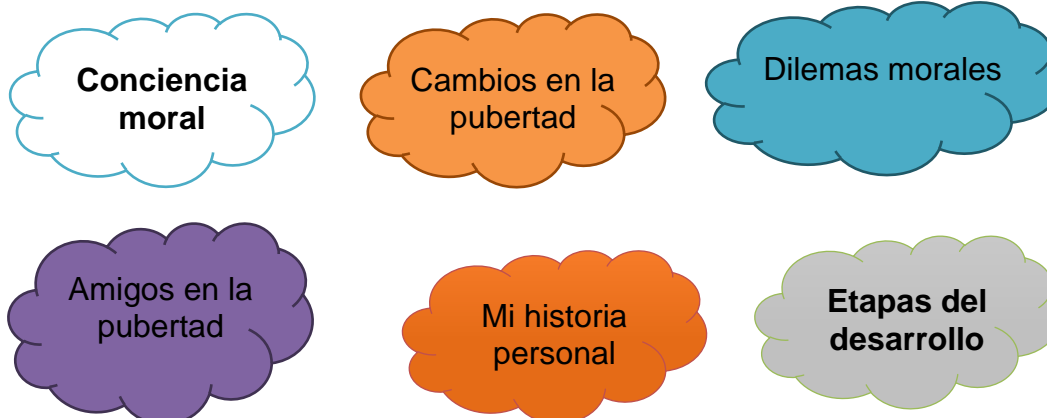 Conciencia
moral
Cambios en la
pubertad
Dilemas morales
Amigos en la
pubertad
Mi historia
personal
Etapas del
desarrollo